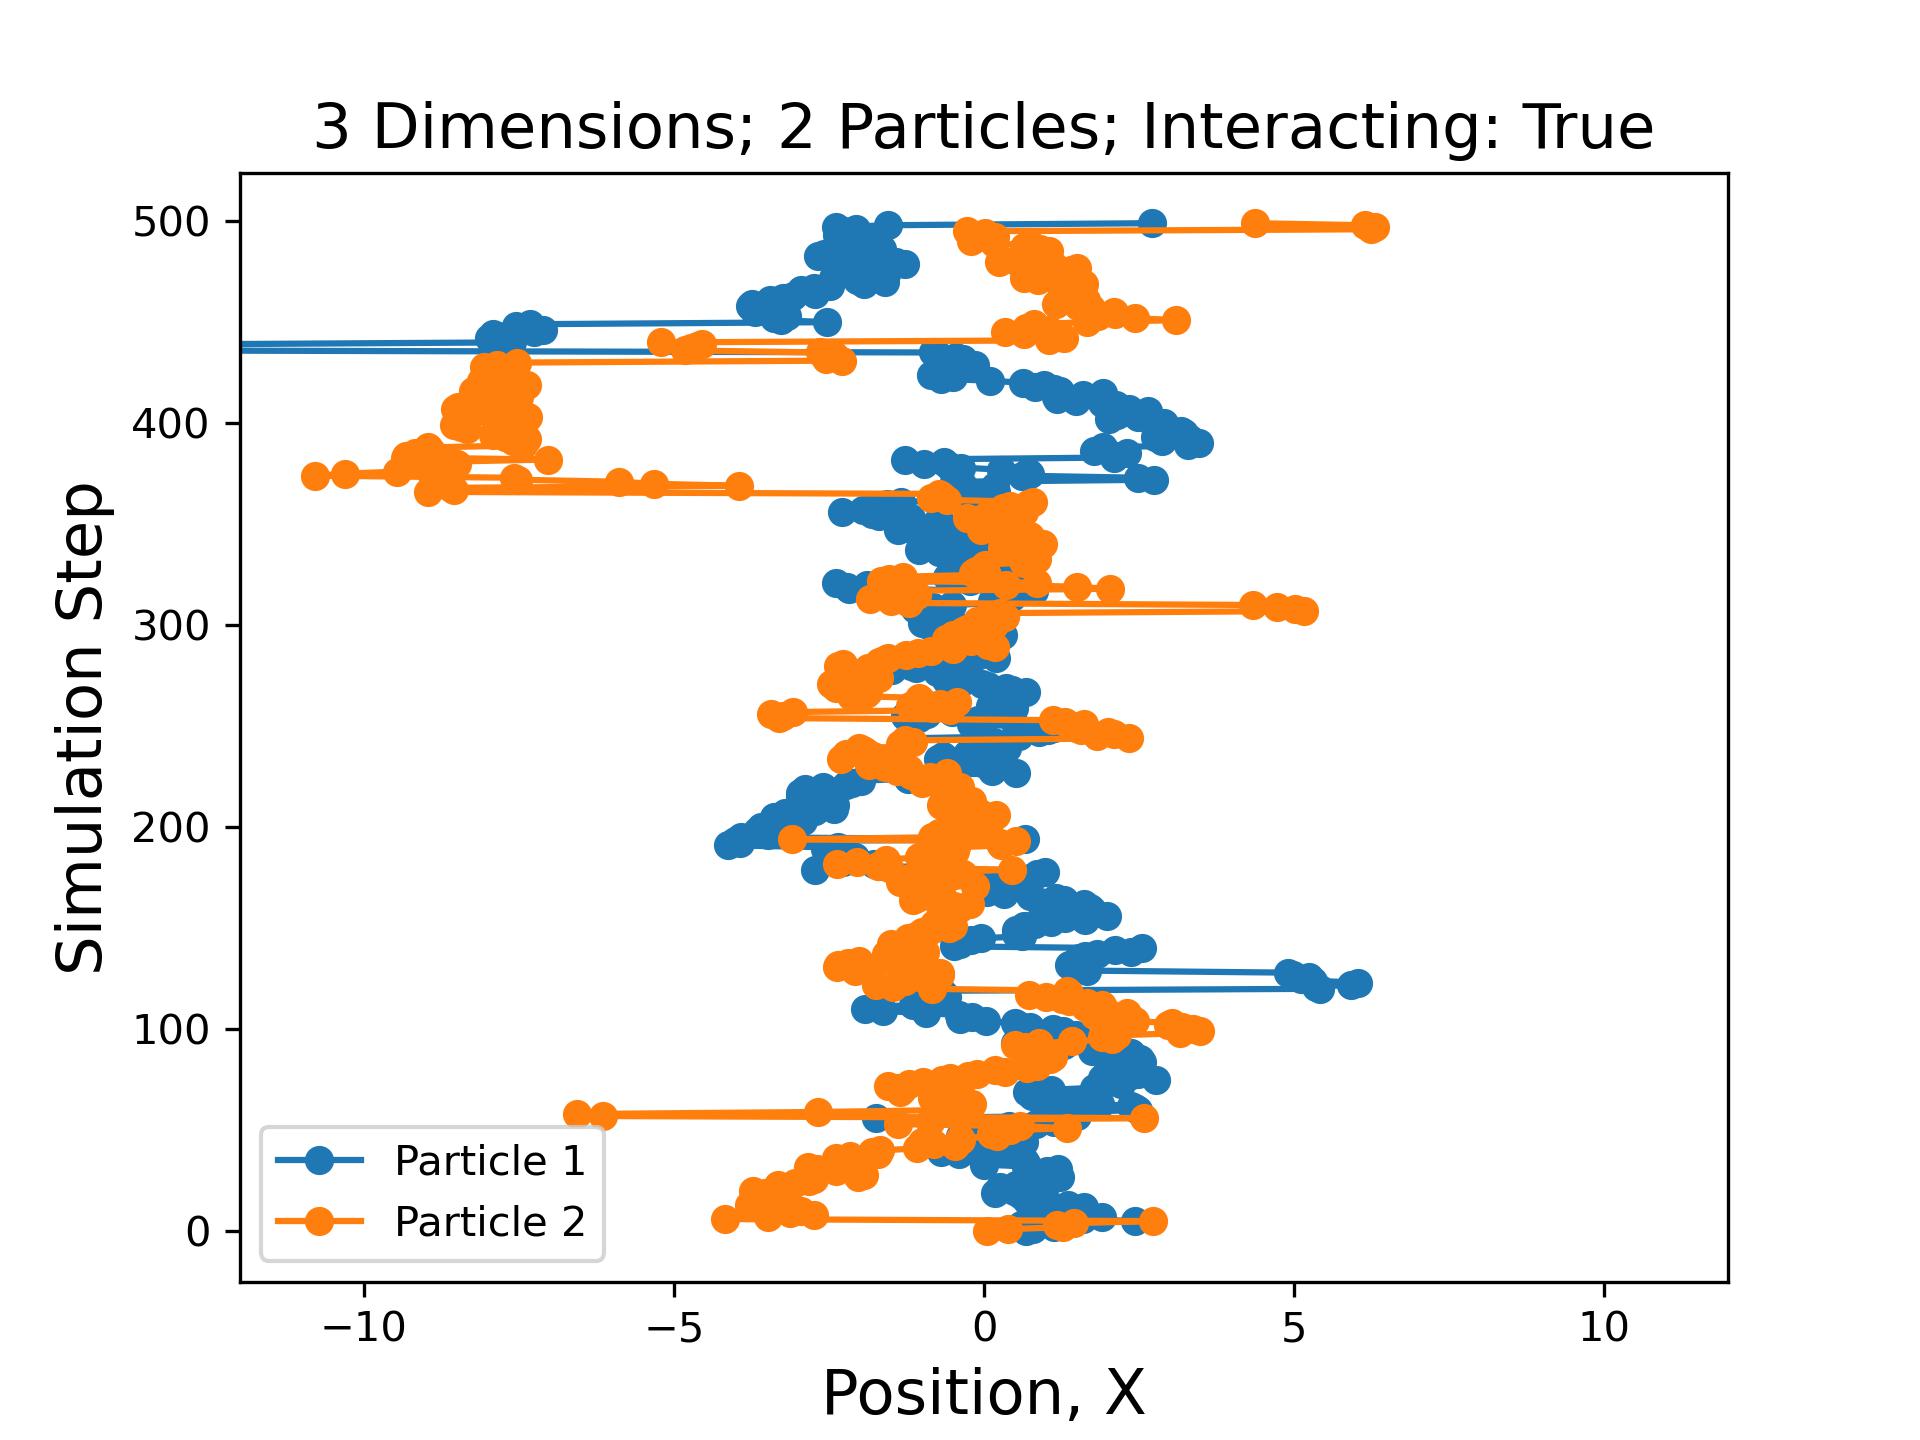 3 Dimensions; 2 Particles; Interacting: True
Simulation Step
500
400
300
200
100
0
Particle 1
Particle 2
−10
−5
0
5
10
Position, X